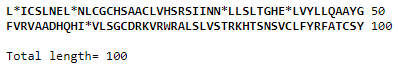 L*ICSLNEL*NLCGCHSAACLVHSRSIINN*LLSLTGHE*LVYLLQAAYG 50
FVRVAADHQHI*VLSGCDRKVRWRALSLVSTRKHTSNSVCLFYRFATCSY 100
Total length= 100